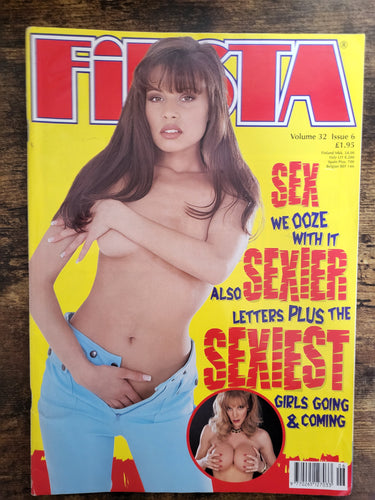 FiESTA
®
Volume 32 Issue 6
£1.95
SEX
WE OOZE
WITH IT
ALSO SEXIER
LETTERS PLUS THE
SEXIEST
GIRLS GOING
& COMING